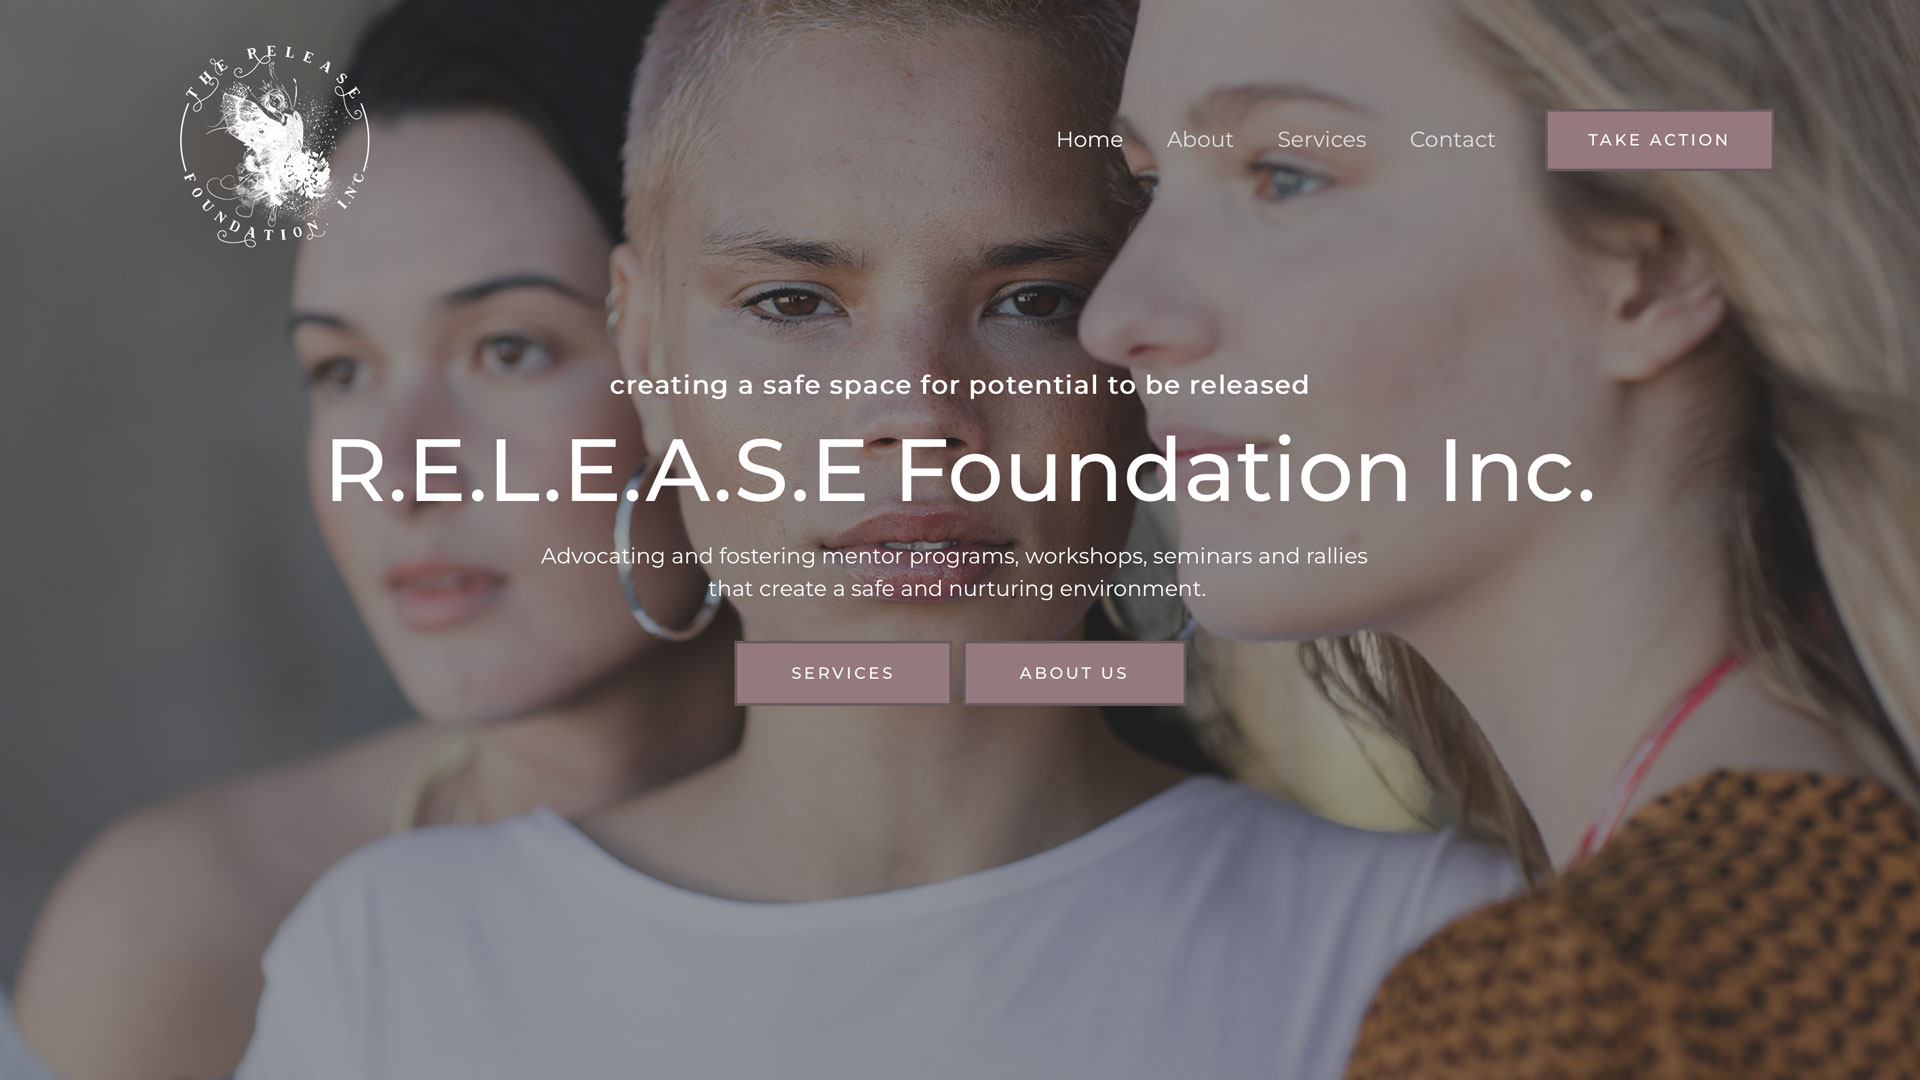 THE RELEASE
FOUNDATION, INC.
Home About Services Contact TAKE ACTION
creating a safe space for potential to be released
R.E.L.E.A.S.E Foundation Inc.
Advocating and fostering mentor programs, workshops, seminars and rallies
that create a safe and nurturing environment.
SERVICES ABOUT US